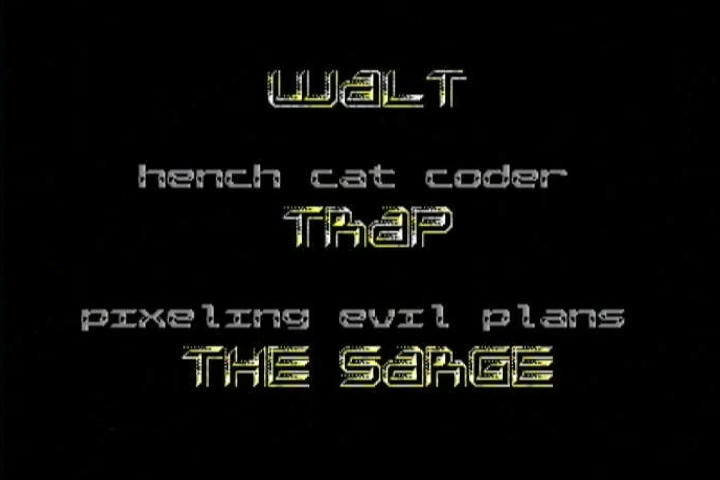 WALT
hench cat coder
TRAP
pixeling evil plans
THE SARGE